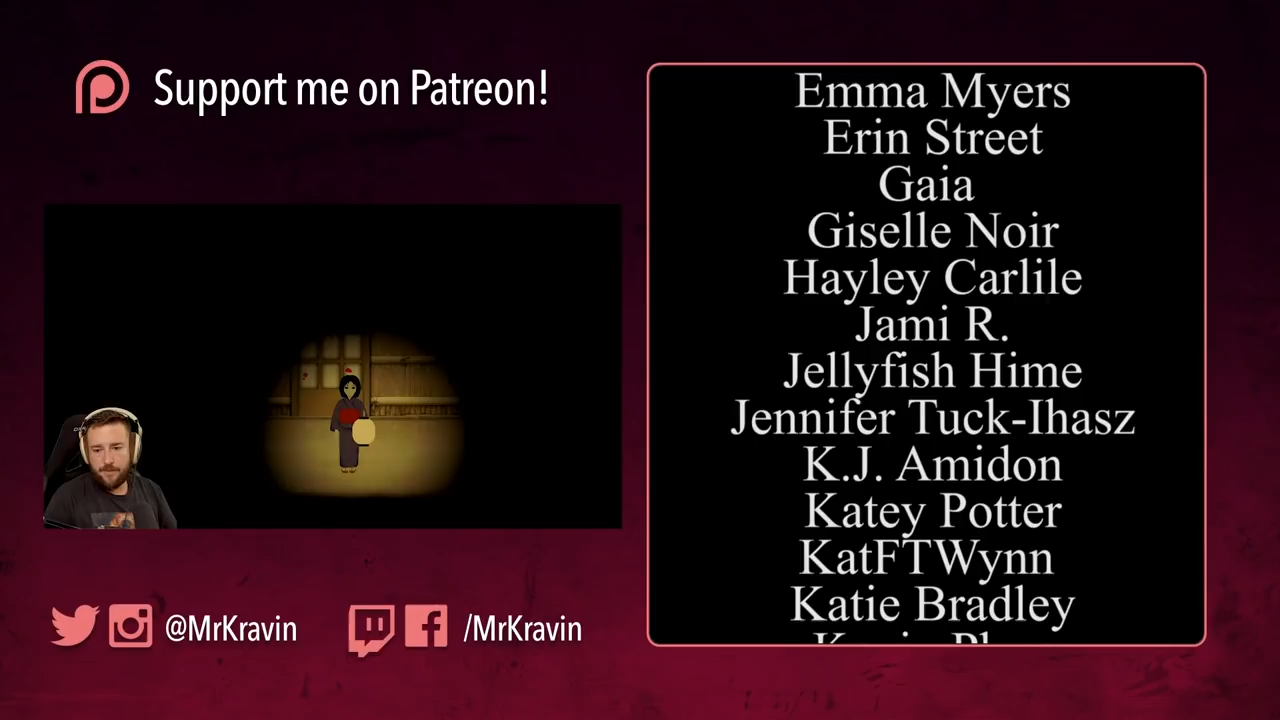 Support me on Patreon!
Emma Myers
Erin Street
Gaia
Giselle Noir
Hayley Carlile
Jami R.
Jellyfish Hime
Jennifer Tuck-Ihasz
K.J. Amidon
Katey Potter
KatFTWynn
Katie Bradley
@MrKravin
/MrKravin